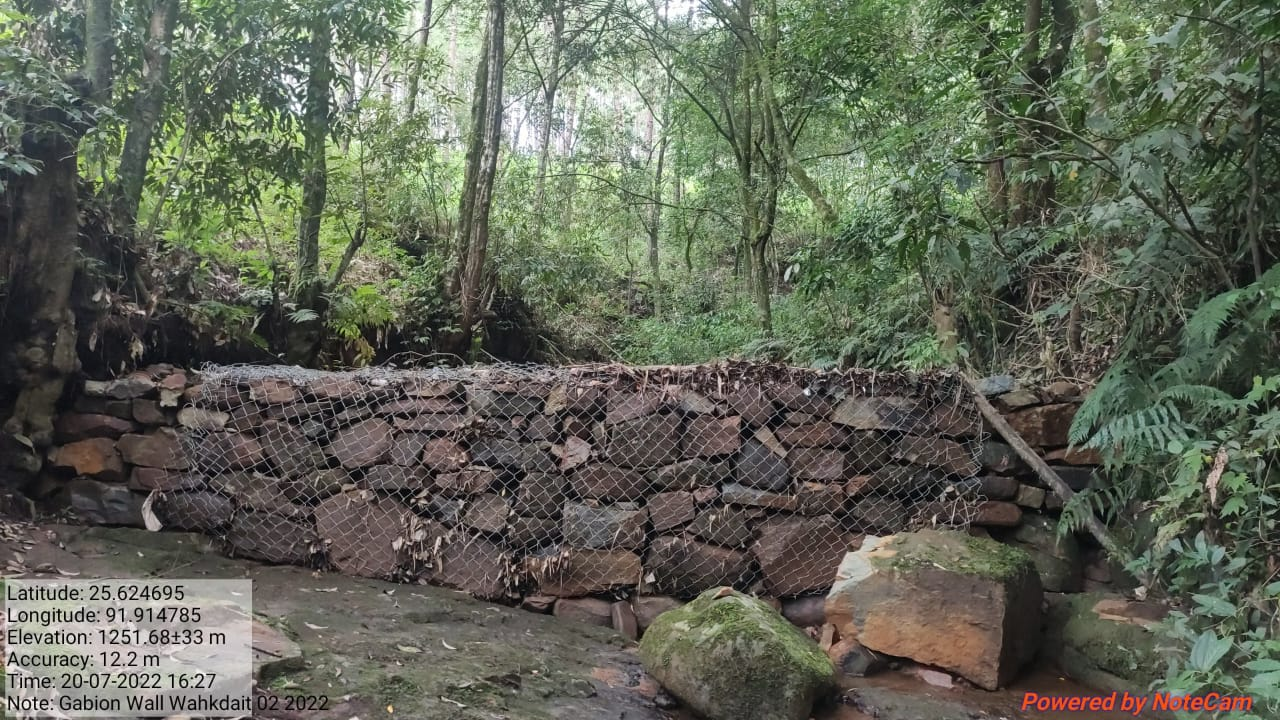 Latitude: 25.624695
Longitude: 91.914785
Elevation: 1251.68±33 m
Accuracy: 12.2 m
Time: 20-07-2022 16:27
Note: Gabion Wall Wahkdait 02 2022
Powered by NoteCam